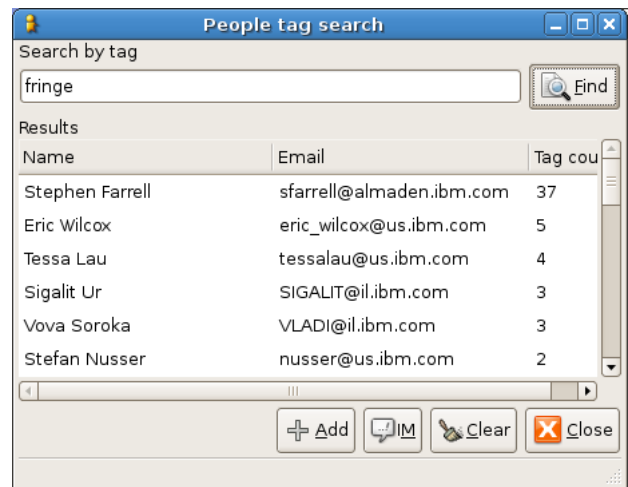 People tag search
Search by tag
fringe Find
Results
Name Email Tag cou
Stephen Farrell sfarrell@almaden.ibm.com 37
Eric Wilcox eric_wilcox@us.ibm.com 5
Tessa Lau tessalau@us.ibm.com 4
Sigalit Ur SIGALIT@il.ibm.com 3
Vova Soroka VLADI@il.ibm.com 3
Stefan Nusser nusser@us.ibm.com 2
Add IM Clear Close